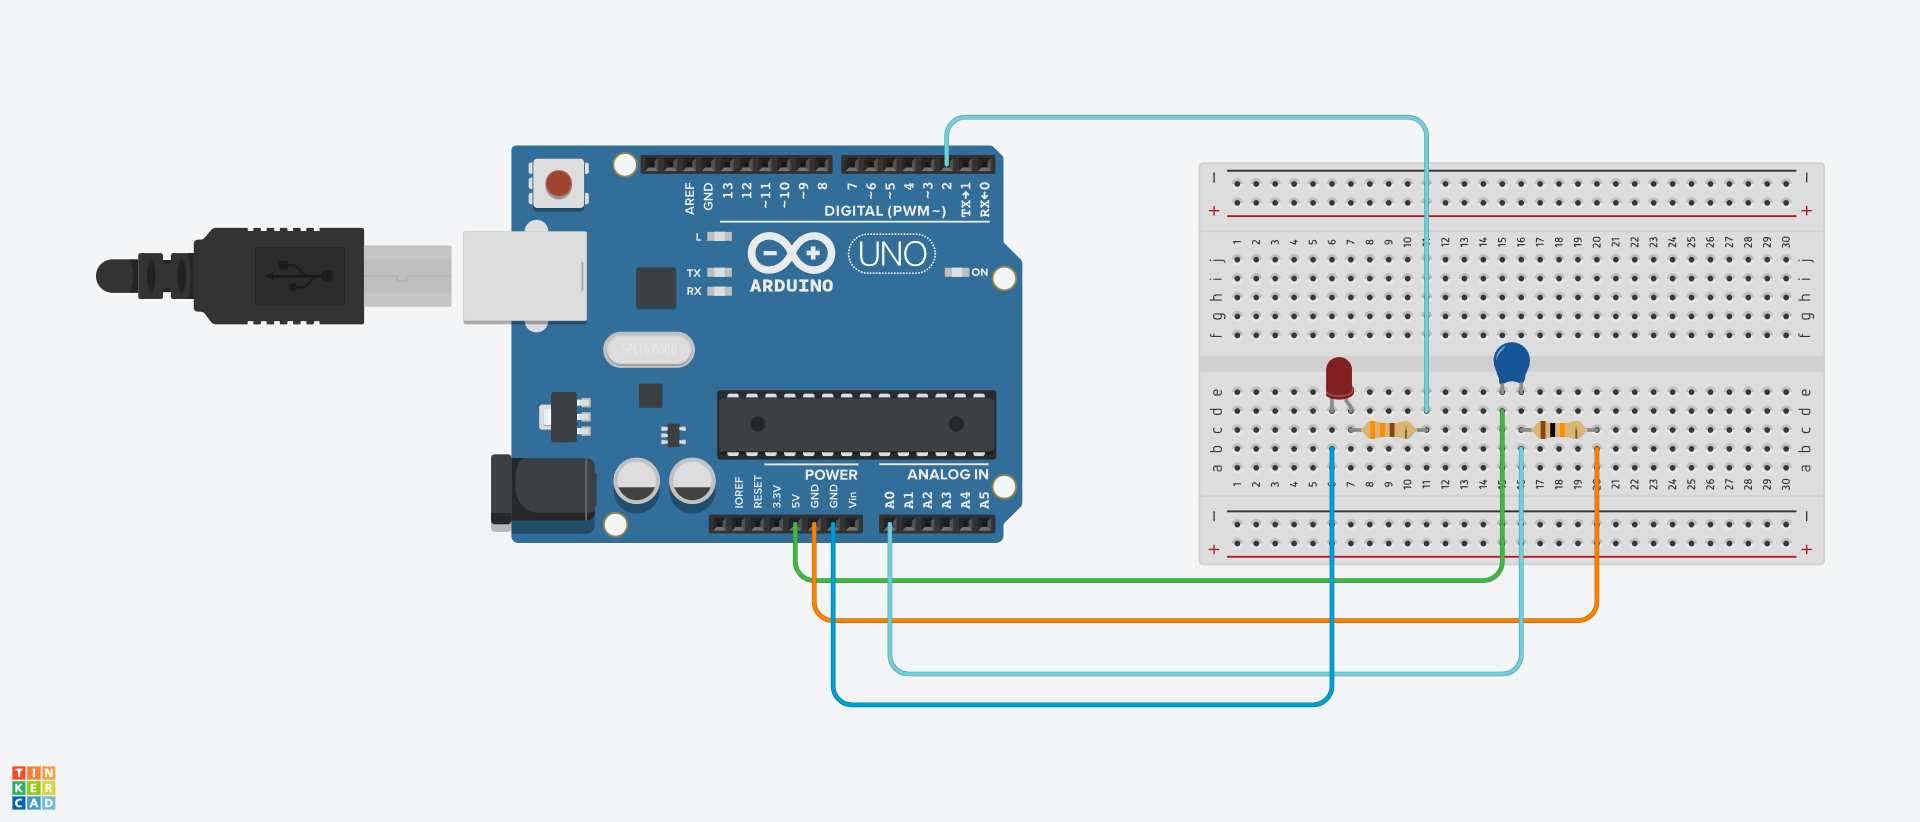 AREF
GND
13
12
~11
~10
~9
8
7
~6
~5
4
~3
2
TX→1
RX←0
DIGITAL (PWM~)
L
TX
RX
UNO
ON
ARDUINO
SPK16.000G
POWER
ANALOG IN
IOREF
RESET
3.3V
5V
GND
GND
Vin
A0
A1
A2
A3
A4
A5
− −
+ +
1 2 3 4 5 6 7 8 9 10 11 12 13 14 15 16 17 18 19 20 21 22 23 24 25 26 27 28 29 30
j j
i i
h h
g g
f f
e e
d d
c c
b b
a a
1 2 3 4 5 6 7 8 9 10 11 12 13 14 15 16 17 18 19 20 21 22 23 24 25 26 27 28 29 30
− −
+ +
TIN
KER
CAD